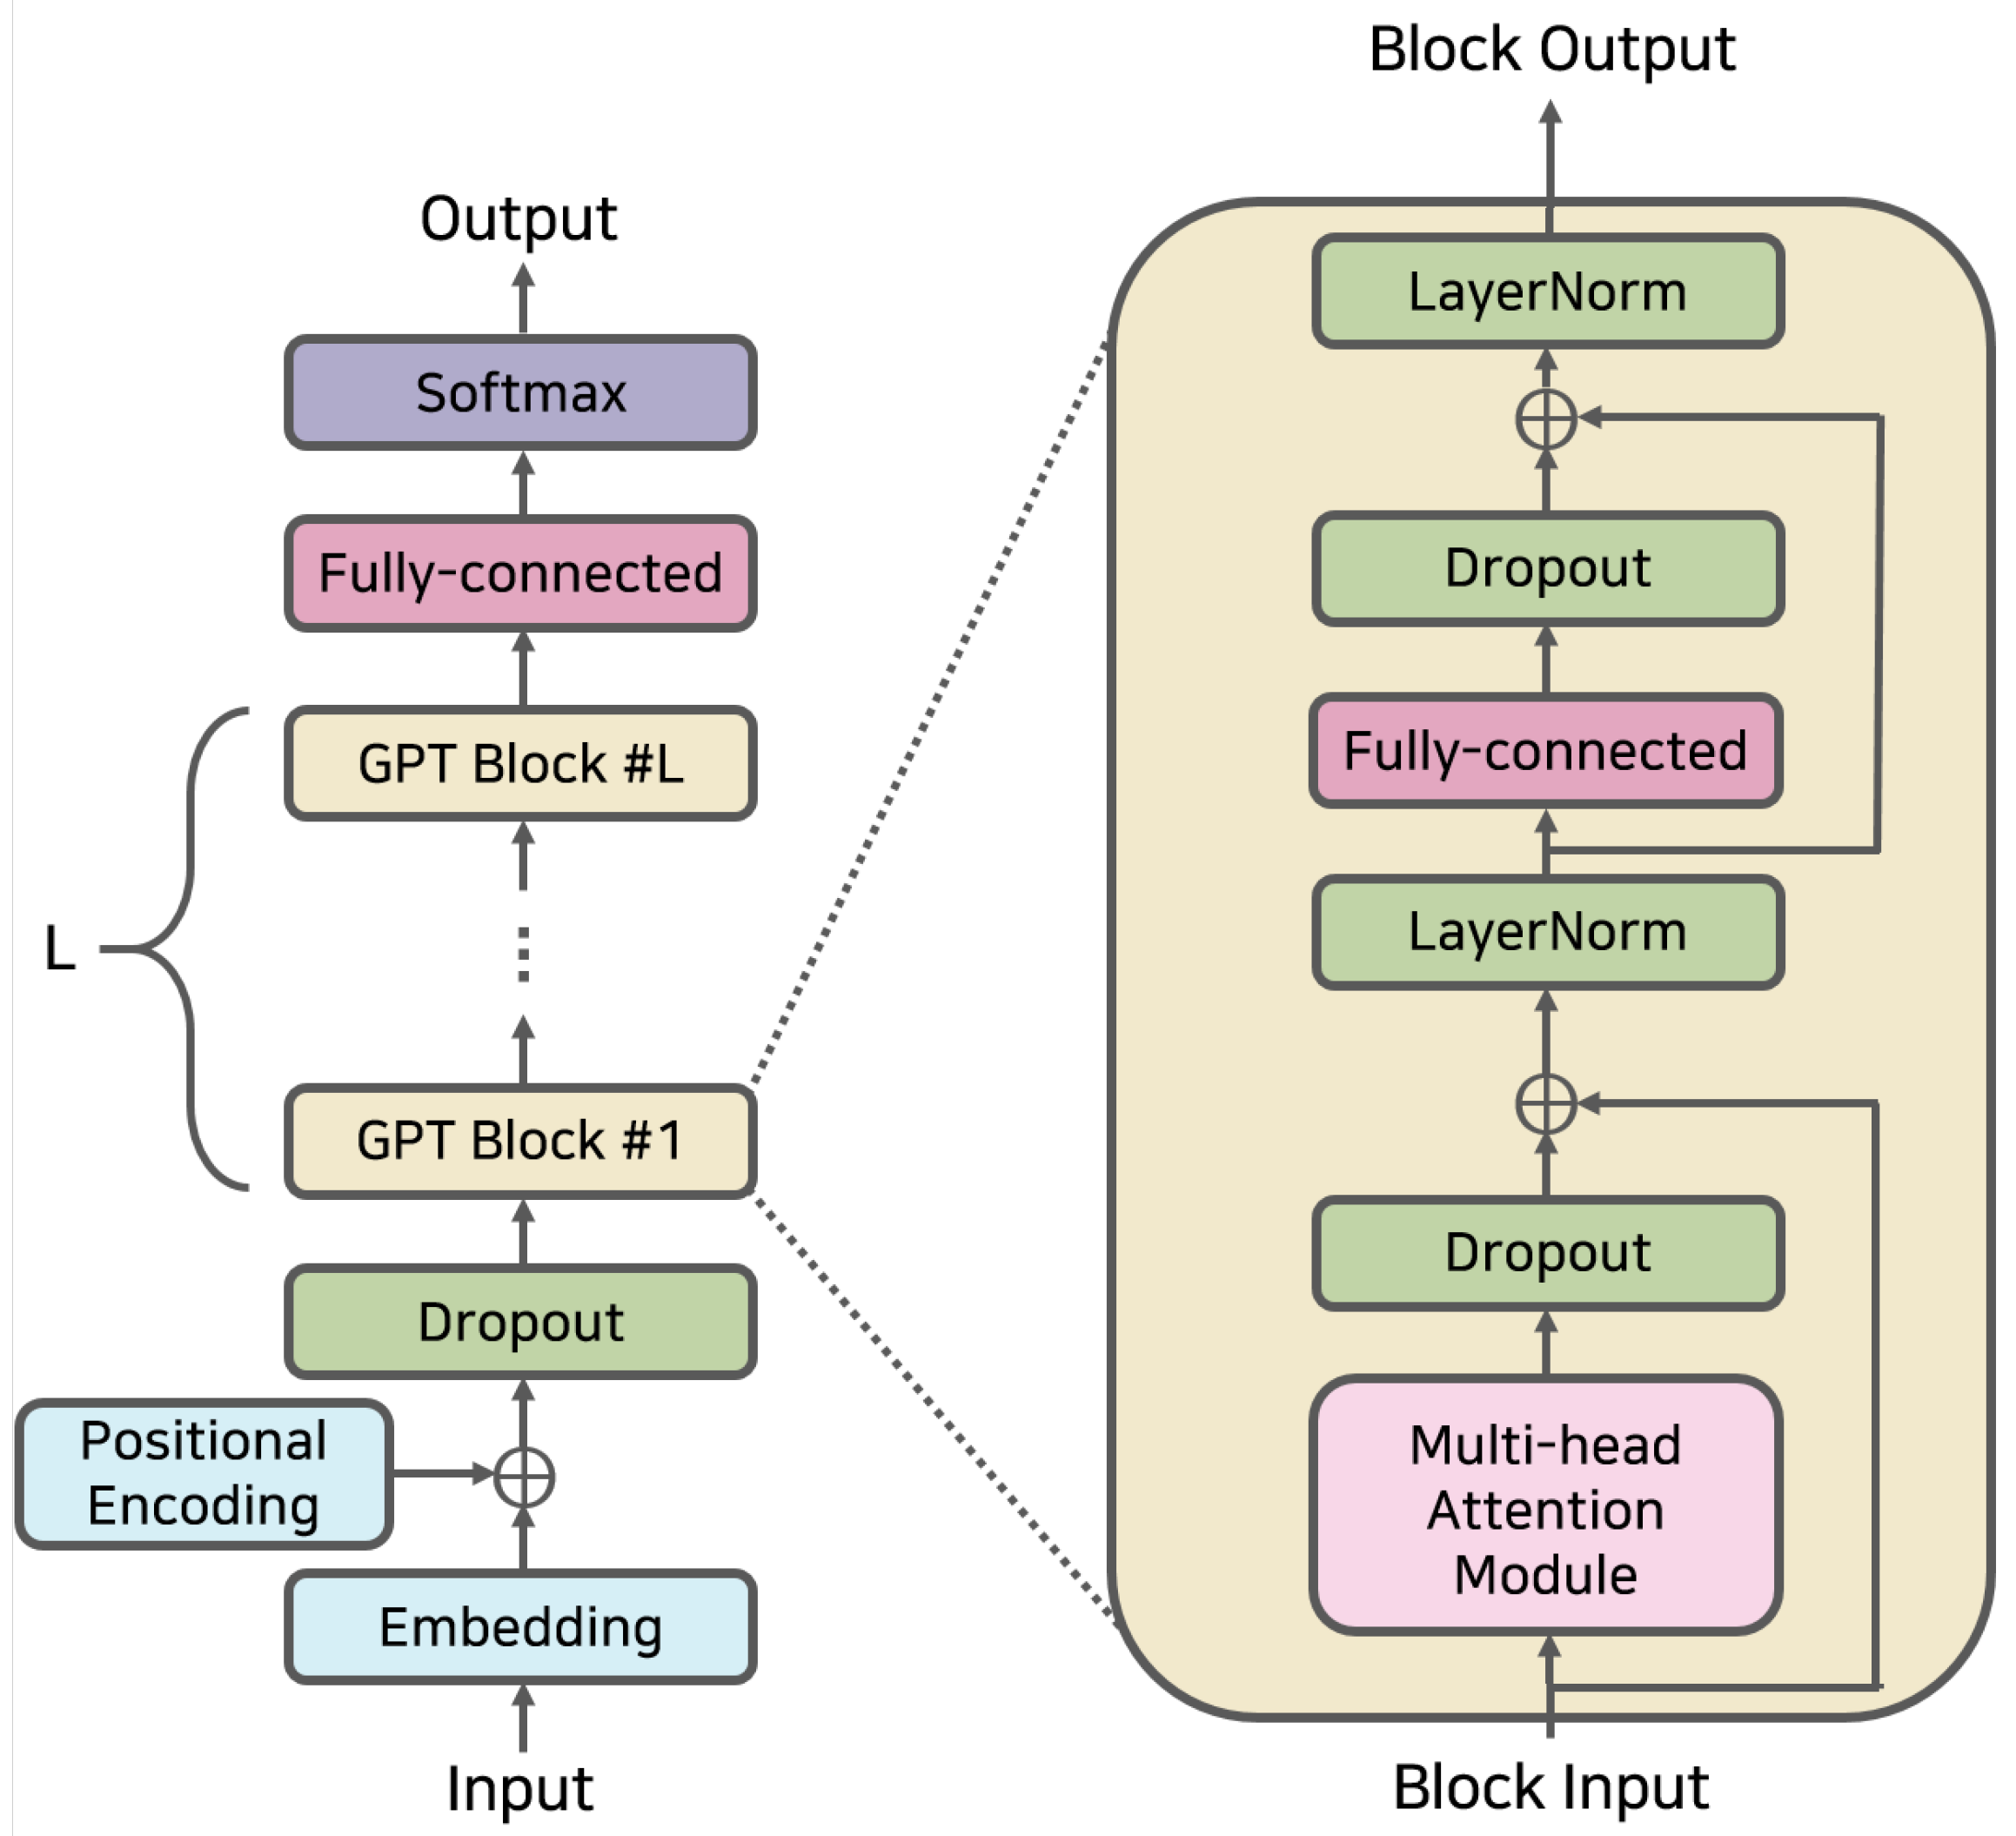 Output
Softmax
Fully-connected
GPT Block #L
L
GPT Block #1
Dropout
Positional
Encoding
Embedding
Input
Block Output
LayerNorm
Dropout
Fully-connected
LayerNorm
Dropout
Multi-head
Attention
Module
Block Input